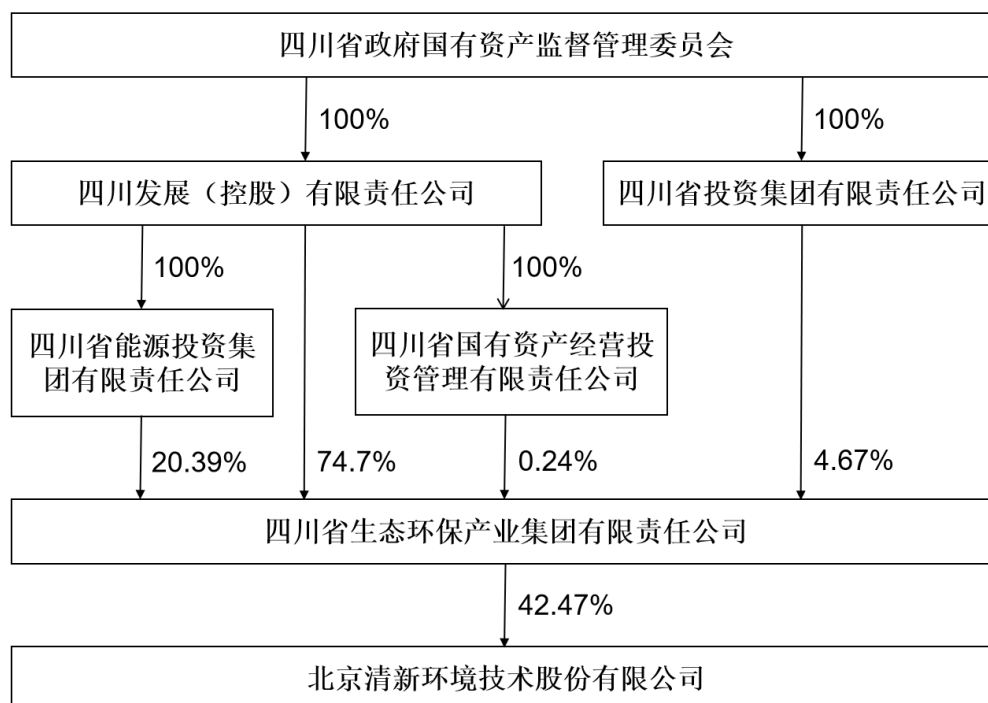 四川省政府国有资产监督管理委员会
100%
100%
四川发展（控股）有限责任公司
四川省投资集团有限责任公司
100%
100%
四川省能源投资集
团有限责任公司
四川省国有资产经营投
资管理有限责任公司
20.39%
74.7%
0.24%
4.67%
四川省生态环保产业集团有限责任公司
42.47%
北京清新环境技术股份有限公司